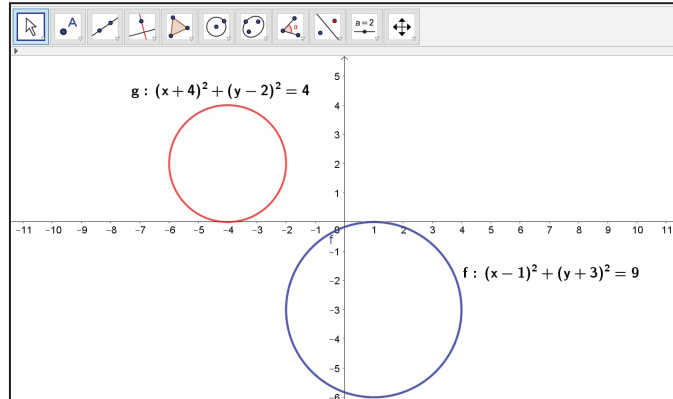 A
α
a = 2
5
g : (x + 4)² + (y − 2)² = 4
4
3
2
1
−11 −10 −9 −8 −7 −6 −5 −4 −3 −2 −1 0 1 2 3 4 5 6 7 8 9 10 11
f
−1
f : (x − 1)² + (y + 3)² = 9
−2
−3
−4
−5
−6